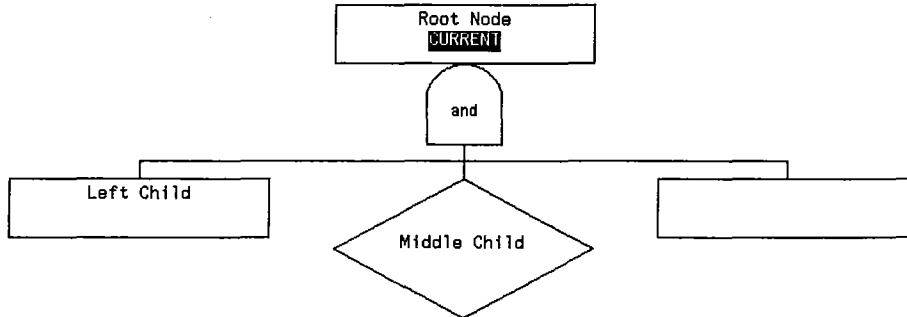 Root Node
CURRENT
and
Left Child
Middle Child